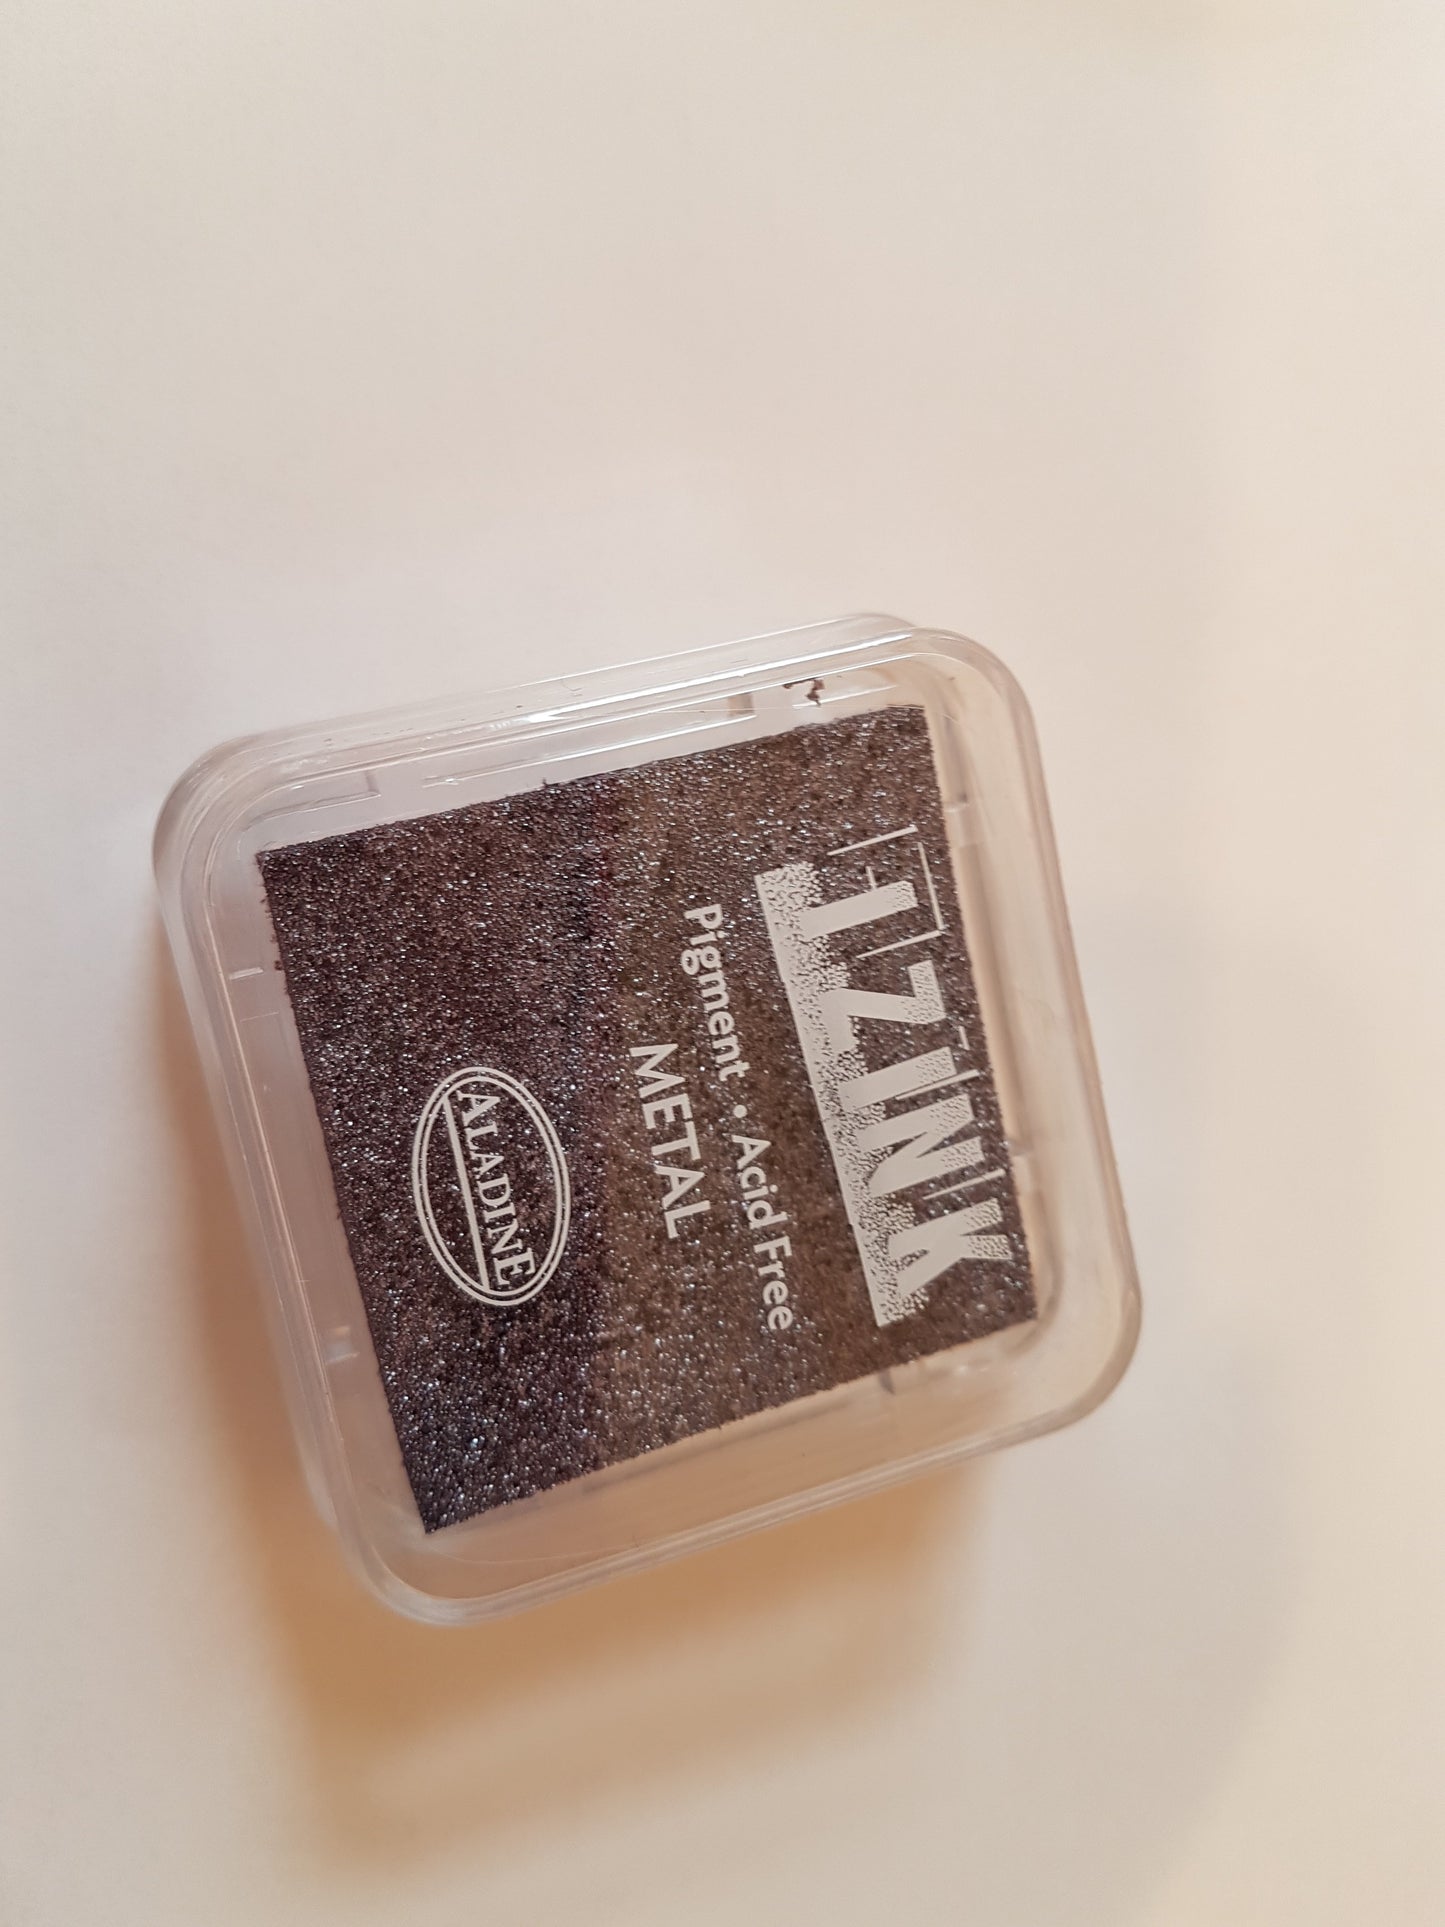 IZINK
Pigment • Acid Free
METAL
ALADINE